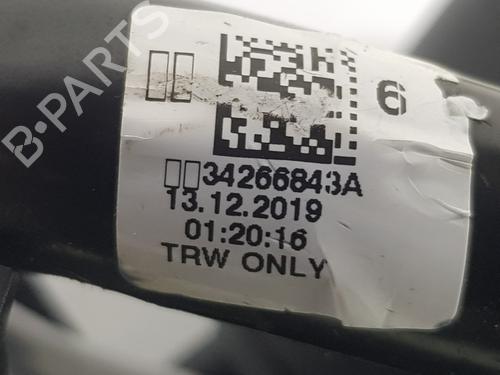 B-PARTS
▯▯ 6
▯▯34266843A
13.12.2019
01:20:16
TRW ONLY